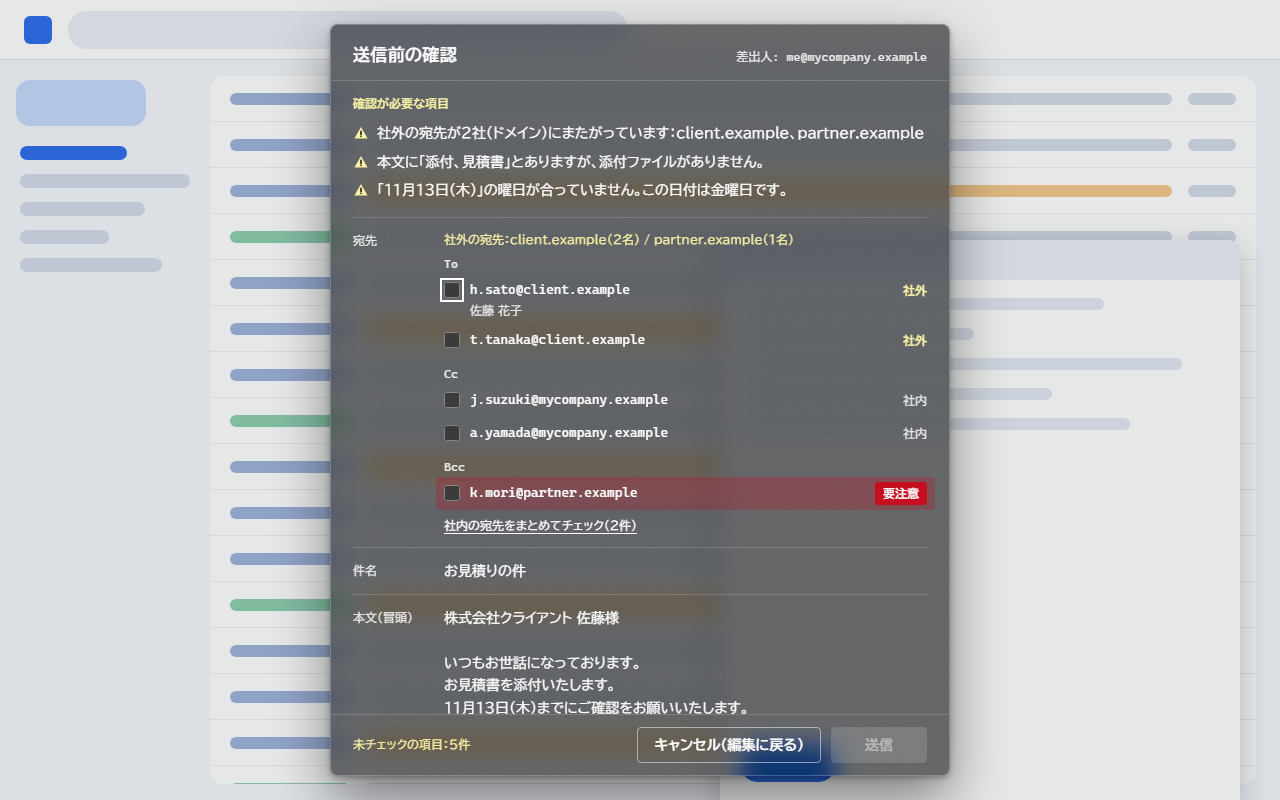 送信前の確認
差出人: me@mycompany.example
確認が必要な項目
社外の宛先が2社(ドメイン)にまたがっています:client.example、partner.example
本文に「添付、見積書」とありますが、添付ファイルがありません。
「11月13日(木)」の曜日が合っていません。この日付は金曜日です。
宛先
社外の宛先:client.example(2名) / partner.example(1名)
To
h.sato@client.example 社外
佐藤 花子
t.tanaka@client.example 社外
Cc
j.suzuki@mycompany.example 社内
a.yamada@mycompany.example 社内
Bcc
k.mori@partner.example 要注意
社内の宛先をまとめてチェック(2件)
件名 お見積りの件
本文(冒頭) 株式会社クライアント 佐藤様
いつもお世話になっております。
お見積書を添付いたします。
11月13日(木)までにご確認をお願いいたします。
未チェックの項目:5件
キャンセル(編集に戻る)
送信